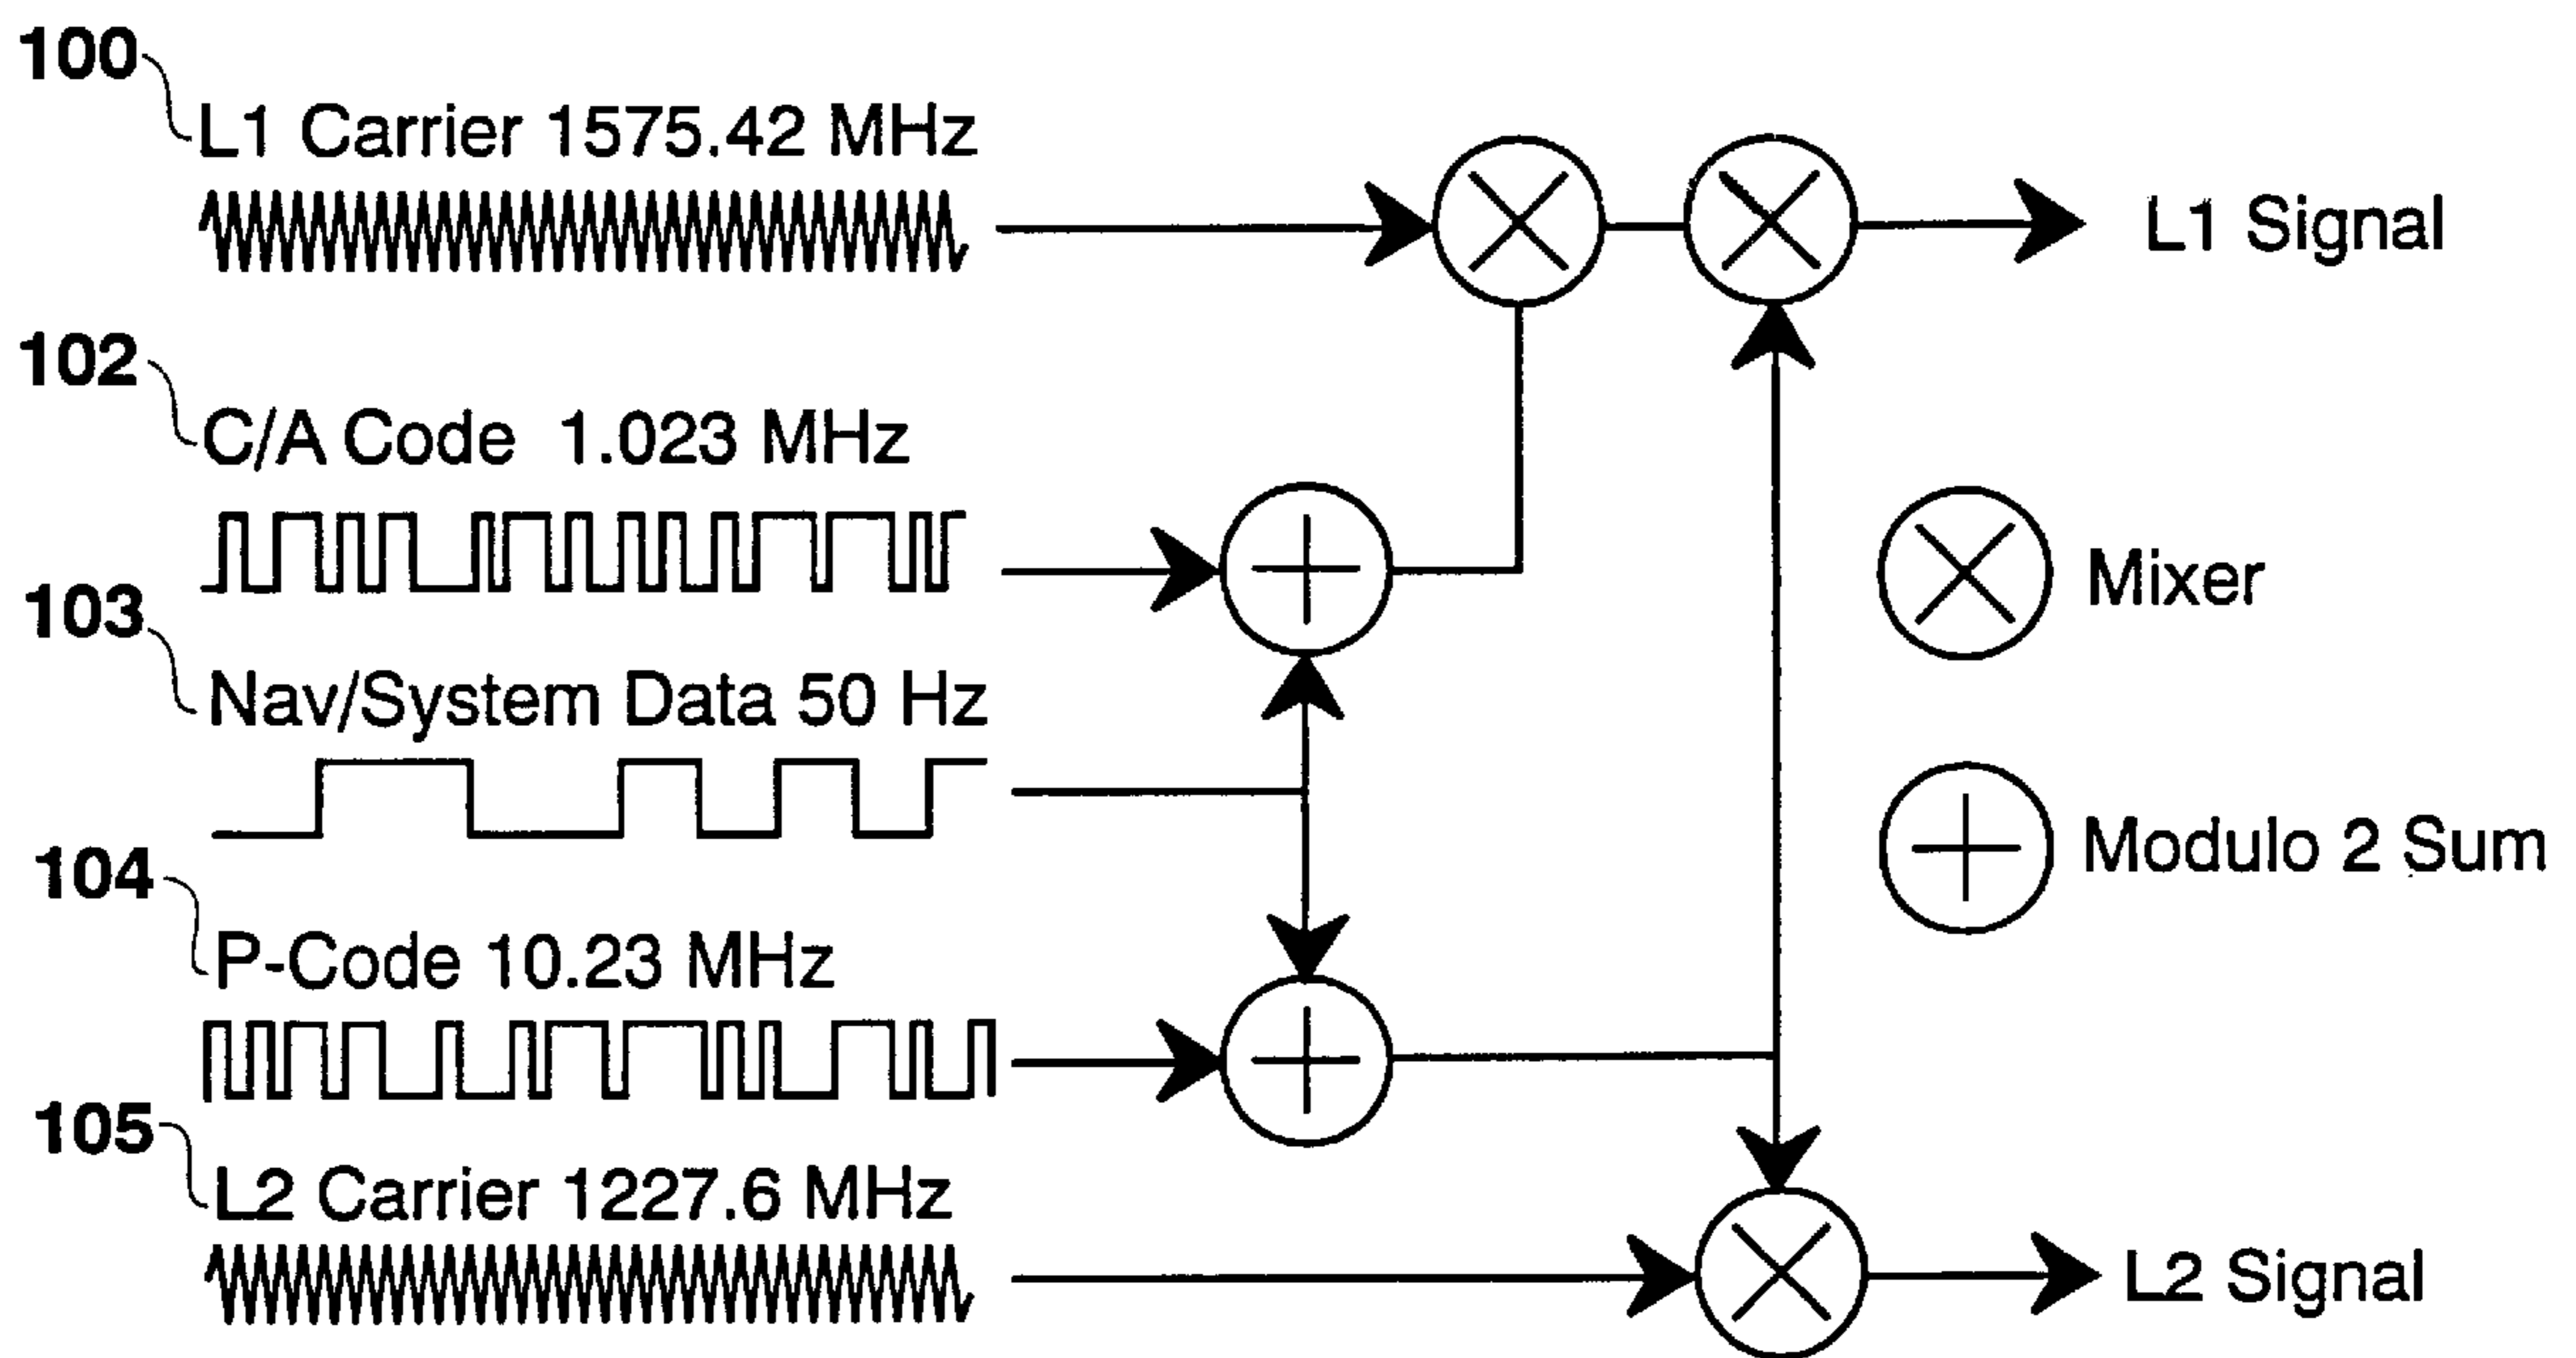 100
L1 Carrier 1575.42 MHz
L1 Signal
102
C/A Code 1.023 MHz
Mixer
103
Nav/System Data 50 Hz
Modulo 2 Sum
104
P-Code 10.23 MHz
105
L2 Carrier 1227.6 MHz
L2 Signal